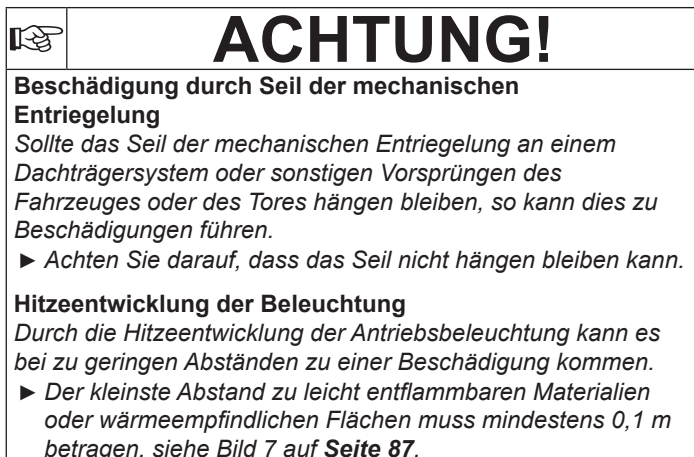 ACHTUNG!
Beschädigung durch Seil der mechanischen
Entriegelung
Sollte das Seil der mechanischen Entriegelung an einem
Dachträgersystem oder sonstigen Vorsprüngen des
Fahrzeuges oder des Tores hängen bleiben, so kann dies zu
Beschädigungen führen.
► Achten Sie darauf, dass das Seil nicht hängen bleiben kann.
Hitzeentwicklung der Beleuchtung
Durch die Hitzeentwicklung der Antriebsbeleuchtung kann es
bei zu geringen Abständen zu einer Beschädigung kommen.
► Der kleinste Abstand zu leicht entflammbaren Materialien
oder wärmeempfindlichen Flächen muss mindestens 0,1 m
betragen, siehe Bild 7 auf Seite 87.